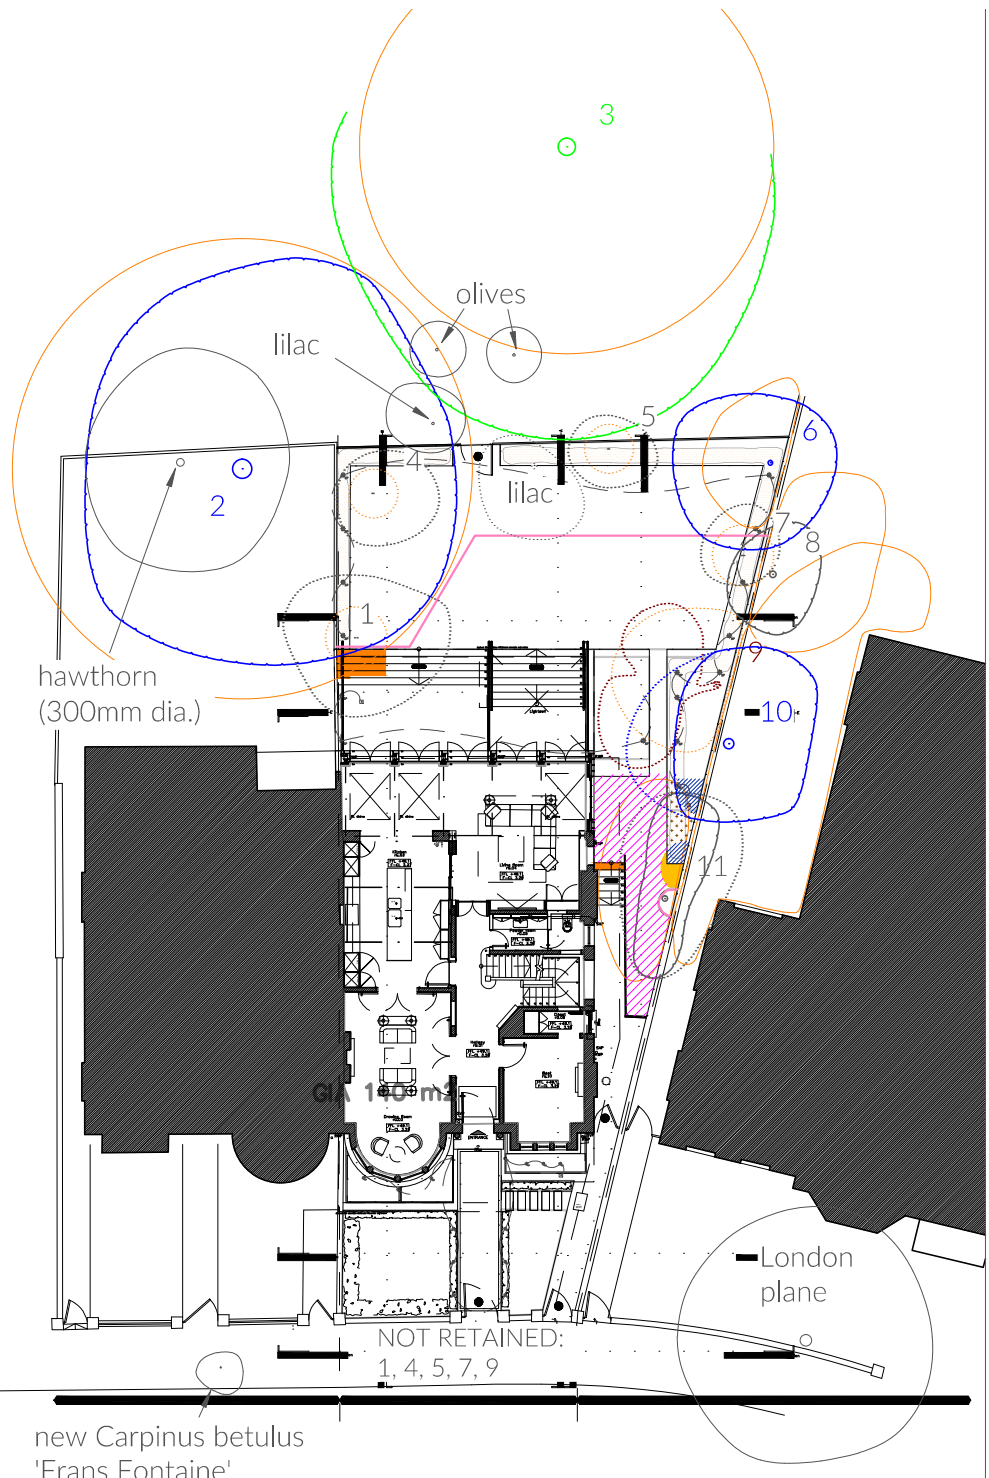 3
olives
lilac
5
6
4
lilac
2
7
8
1
hawthorn
(300mm dia.)
9
10
11
GIA 140 m2
ENTRANCE
London
plane
NOT RETAINED:
1, 4, 5, 7, 9
new Carpinus betulus
'Frans Fontaine'